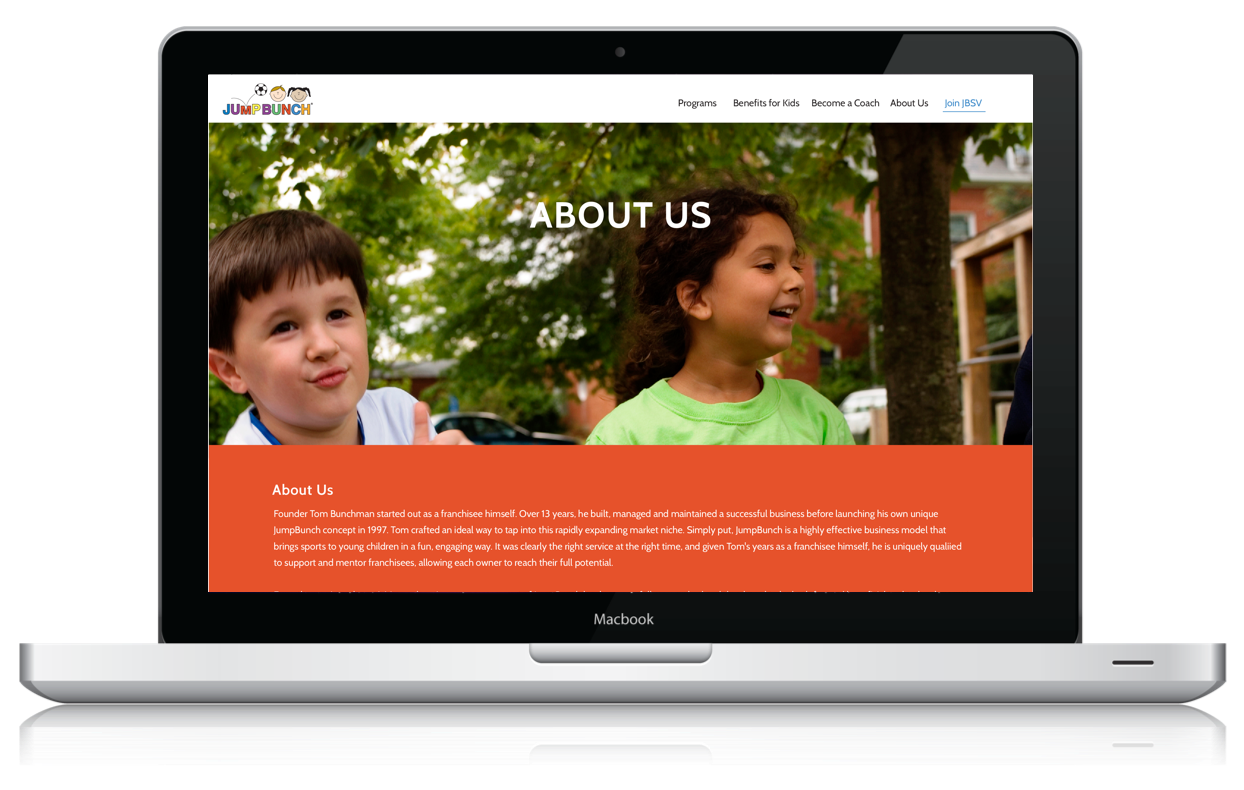 JUMPBUNCH
Programs Benefits for Kids Become a Coach About Us Join JBSV
ABOUT US
About Us
Founder Tom Bunchman started out as a franchisee himself. Over 13 years, he built, managed and maintained a successful business before launching his own unique
JumpBunch concept in 1997. Tom crafted an ideal way to tap into this rapidly expanding market niche. Simply put, JumpBunch is a highly effective business model that
brings sports to young children in a fun, engaging way. It was clearly the right service at the right time, and given Tom's years as a franchisee himself, he is uniquely qualiied
to support and mentor franchisees, allowing each owner to reach their full potential.
Macbook